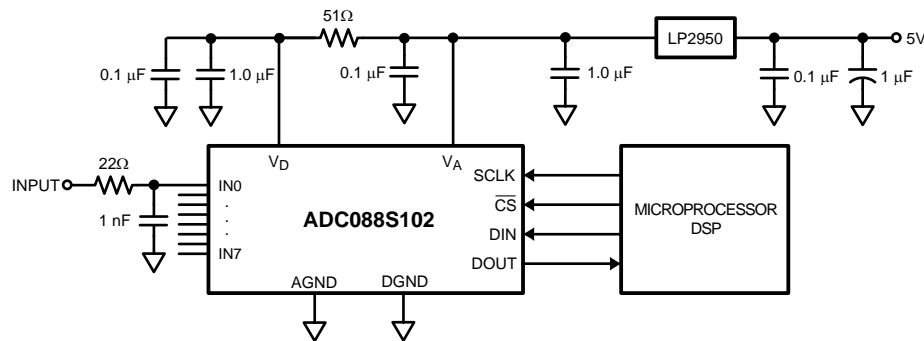 51Ω
LP2950
5V
0.1 μF
1.0 μF
0.1 μF
1.0 μF
0.1 μF
1 μF
V_D
V_A
22Ω
INPUT
1 nF
IN0
.
.
.
IN7
ADC088S102
SCLK
C̅S̅
DIN
DOUT
MICROPROCESSOR
DSP
AGND
DGND